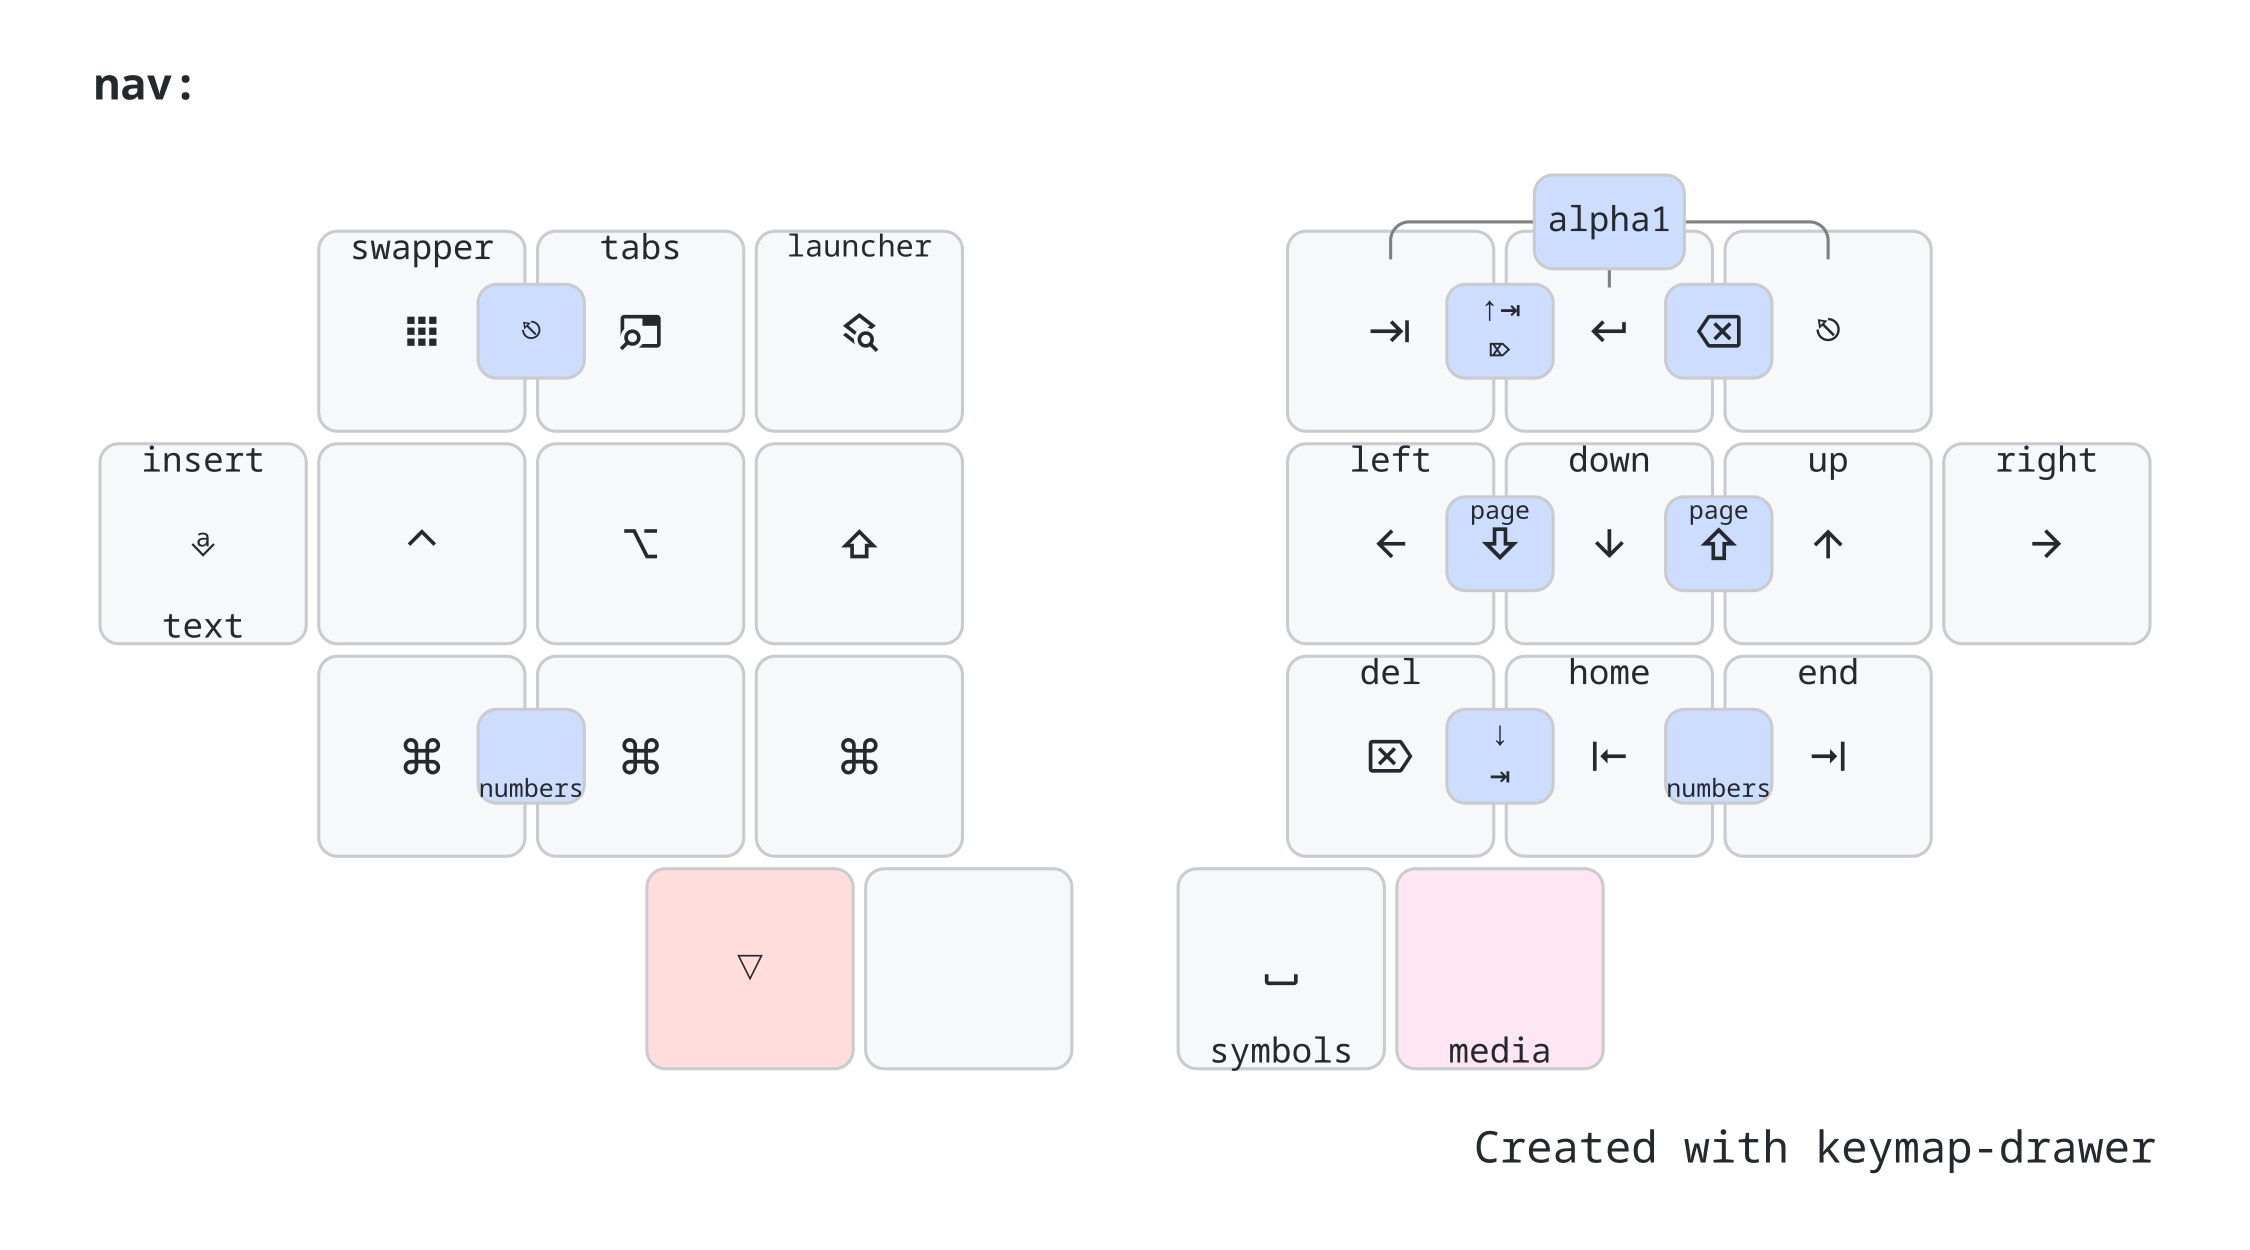 nav:
alpha1
swapper tabs launcher
⎋ ↑⇥ ⌦ ⎋
insert left down up right
page page
a
text
⌘ ⌘ ⌘
del home end
↓ ⇥
numbers numbers
▽
symbols media
Created with keymap-drawer